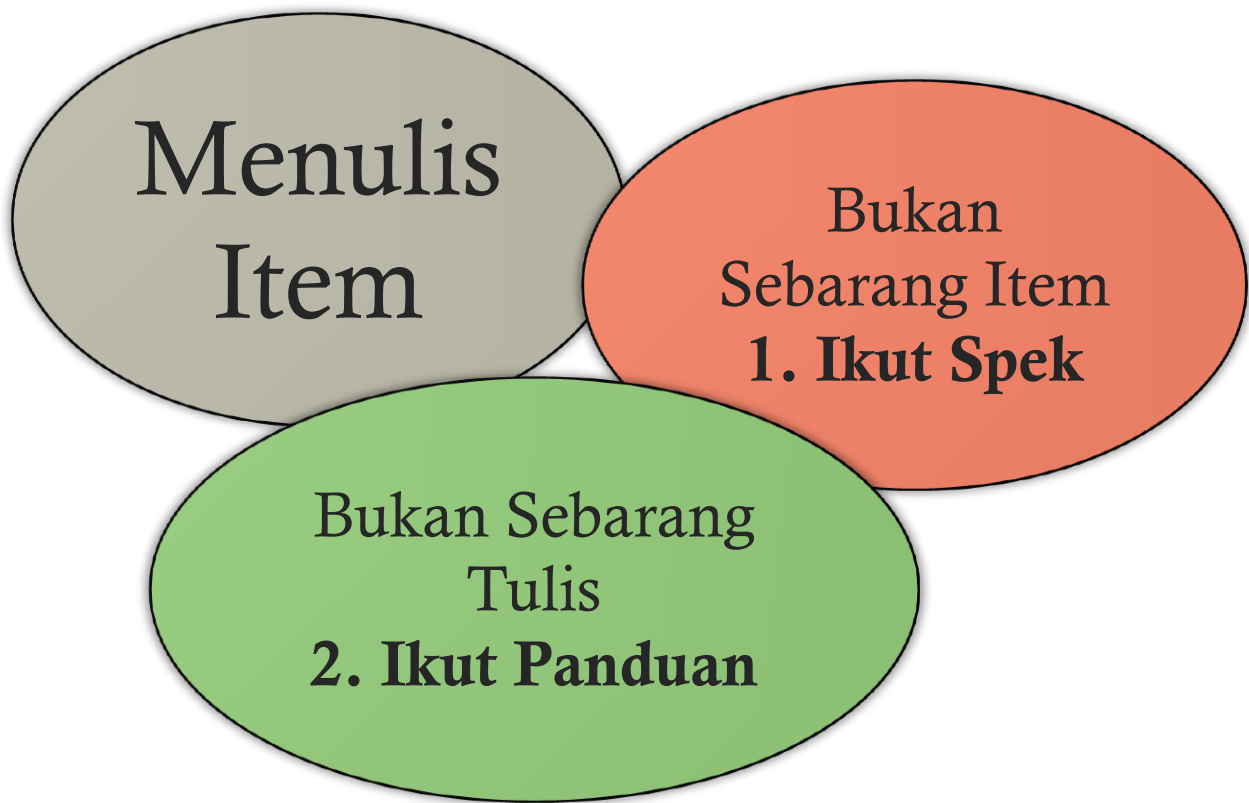 Menulis
Item
Bukan
Sebarang Item
1. Ikut Spek
Bukan Sebarang
Tulis
2. Ikut Panduan